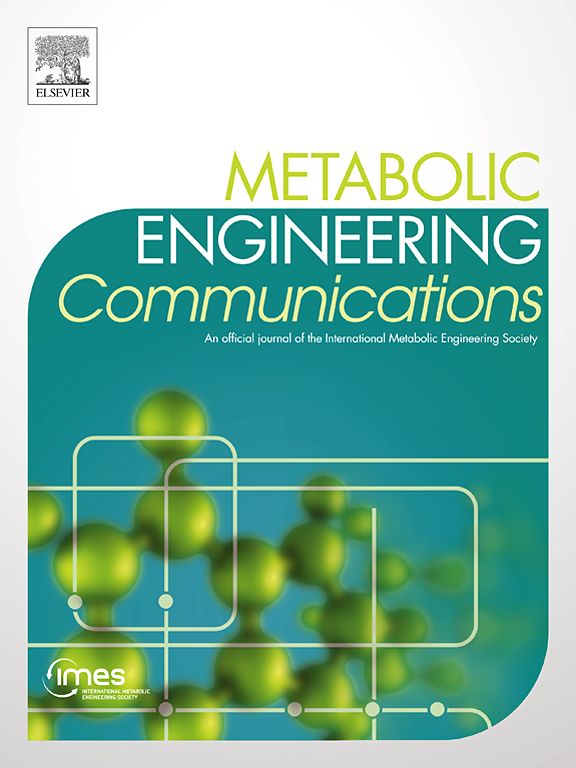 ELSEVIER
METABOLIC
ENGINEERING
Communications
An official journal of the International Metabolic Engineering Society
imes
INTERNATIONAL METABOLIC
ENGINEERING SOCIETY